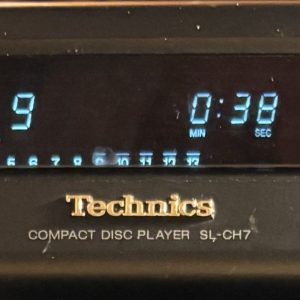 9 0:38
MIN SEC
6 7 8 9 10 11 12 13
Technics
COMPACT DISC PLAYER SL-CH7